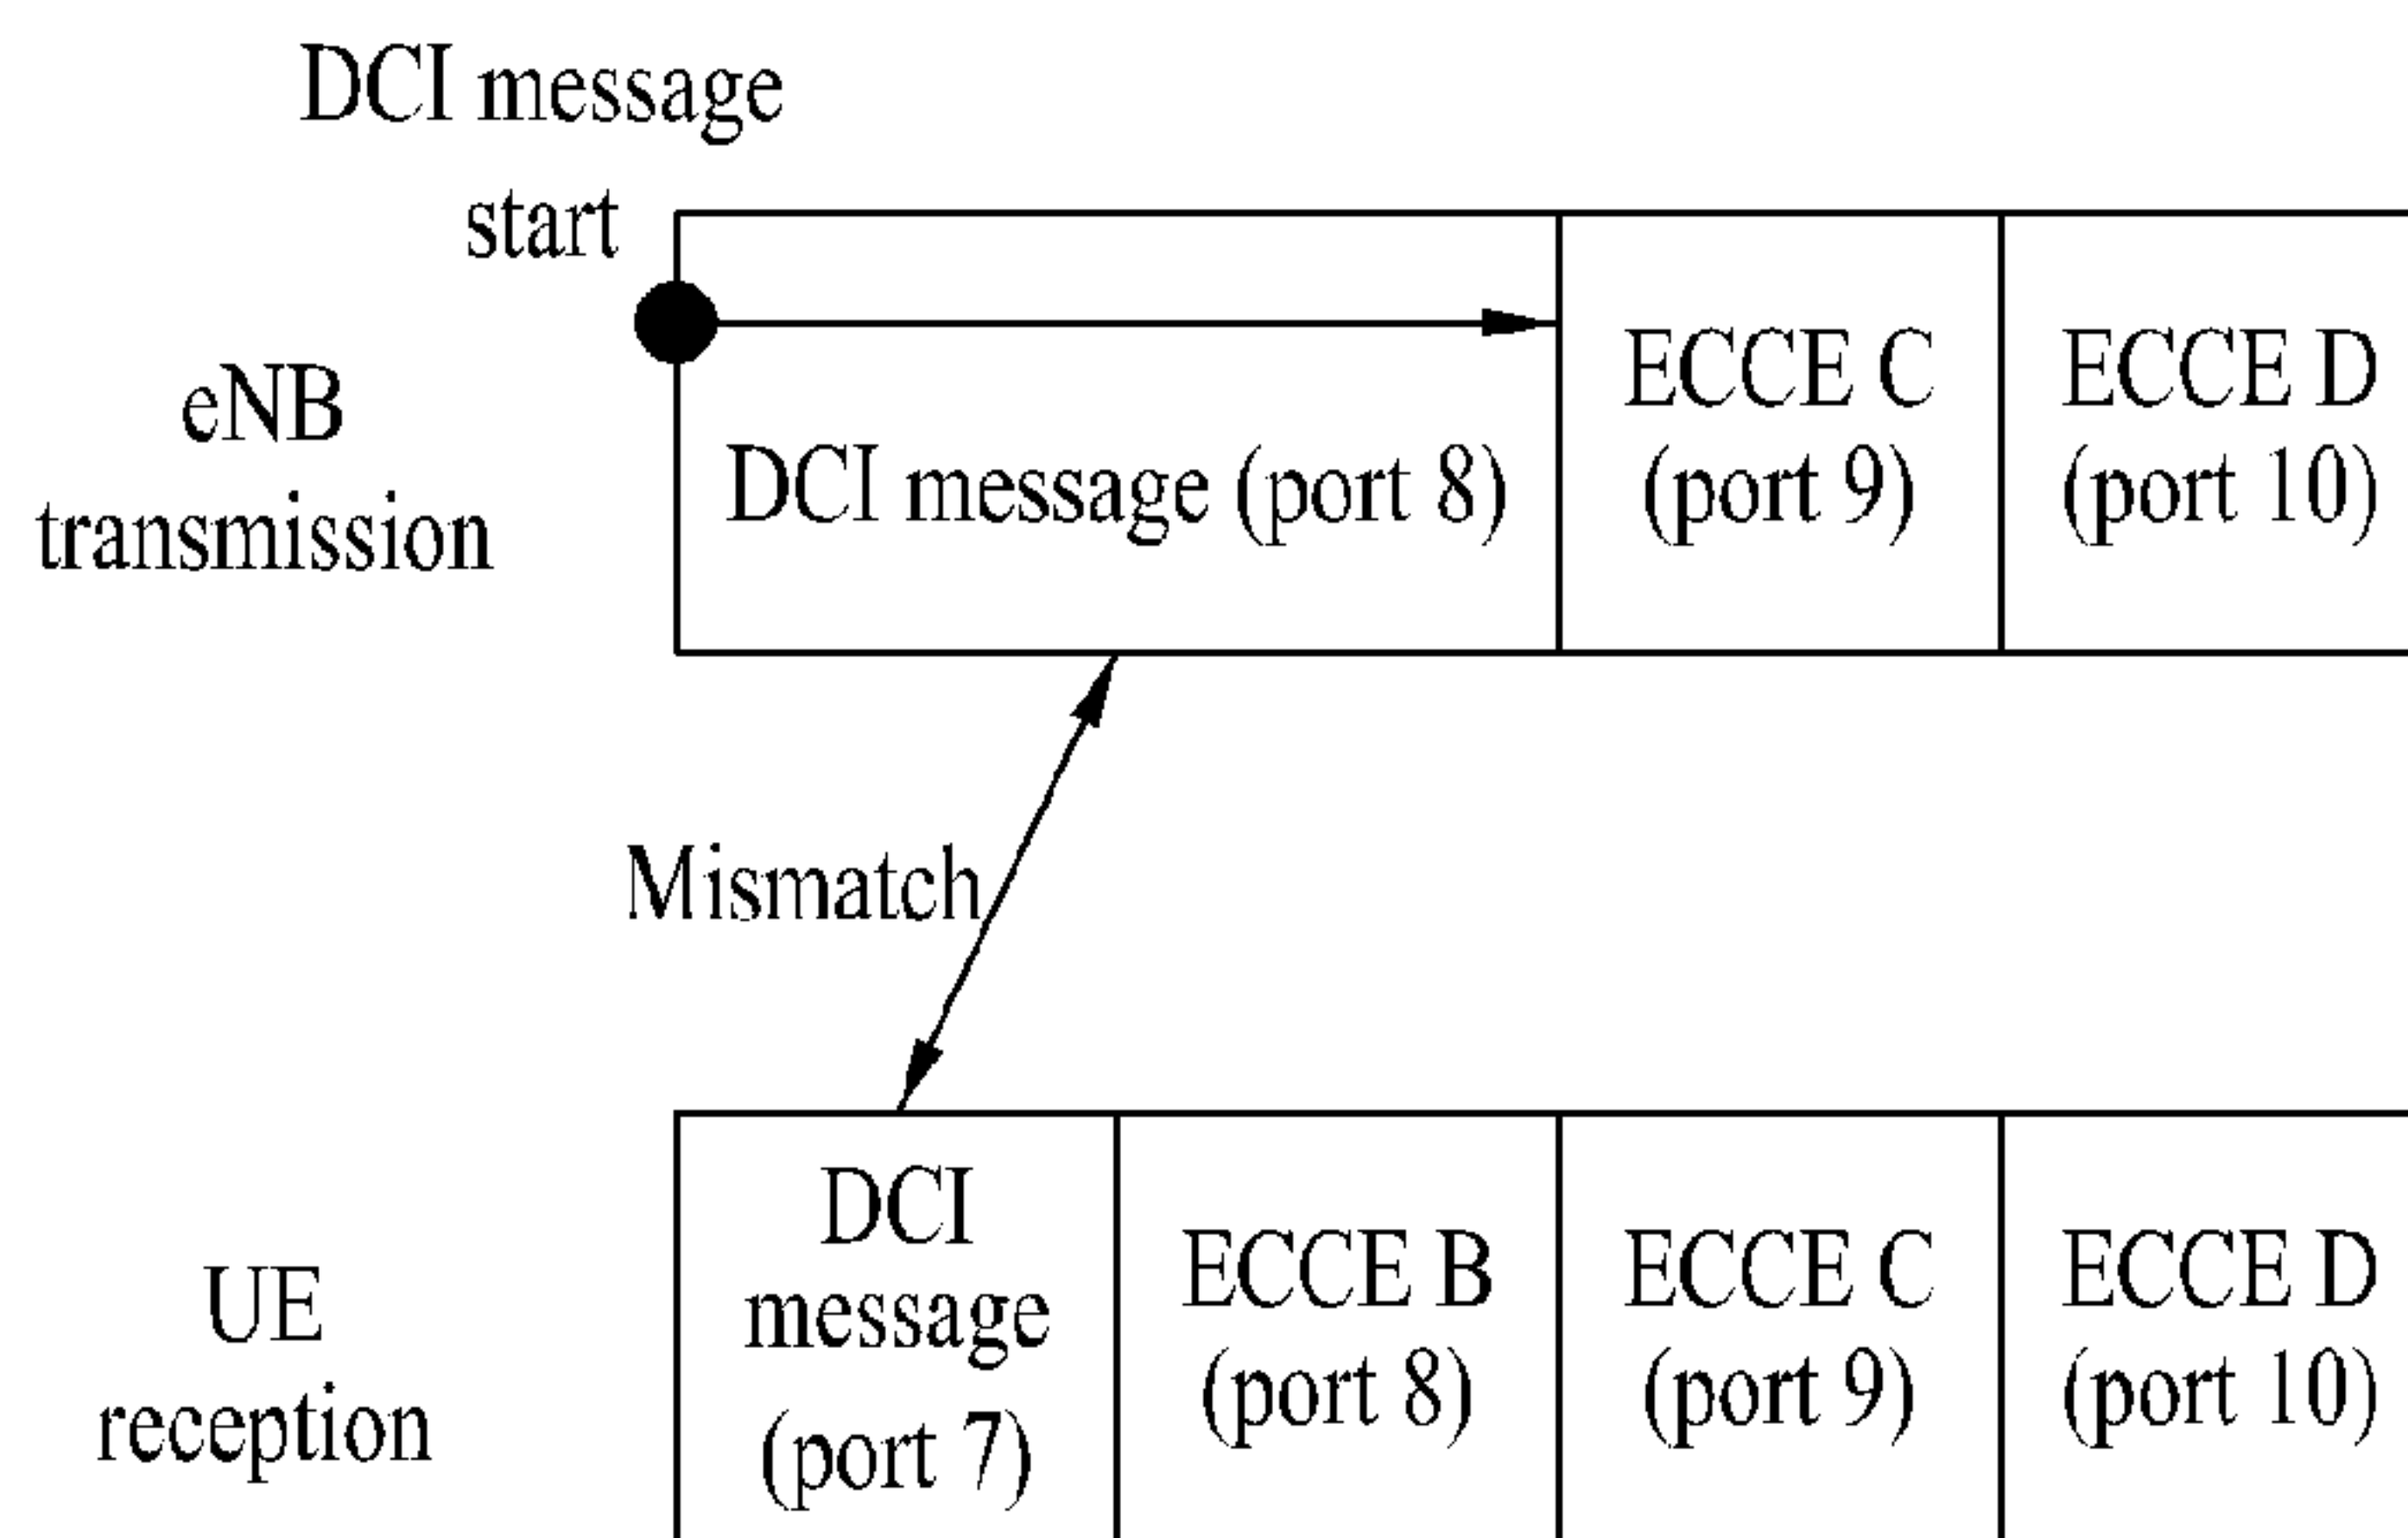 DCI message
start
eNB
transmission
DCI message (port 8)
ECCE C
(port 9)
ECCE D
(port 10)
Mismatch
UE
reception
DCI
message
(port 7)
ECCE B
(port 8)
ECCE C
(port 9)
ECCE D
(port 10)